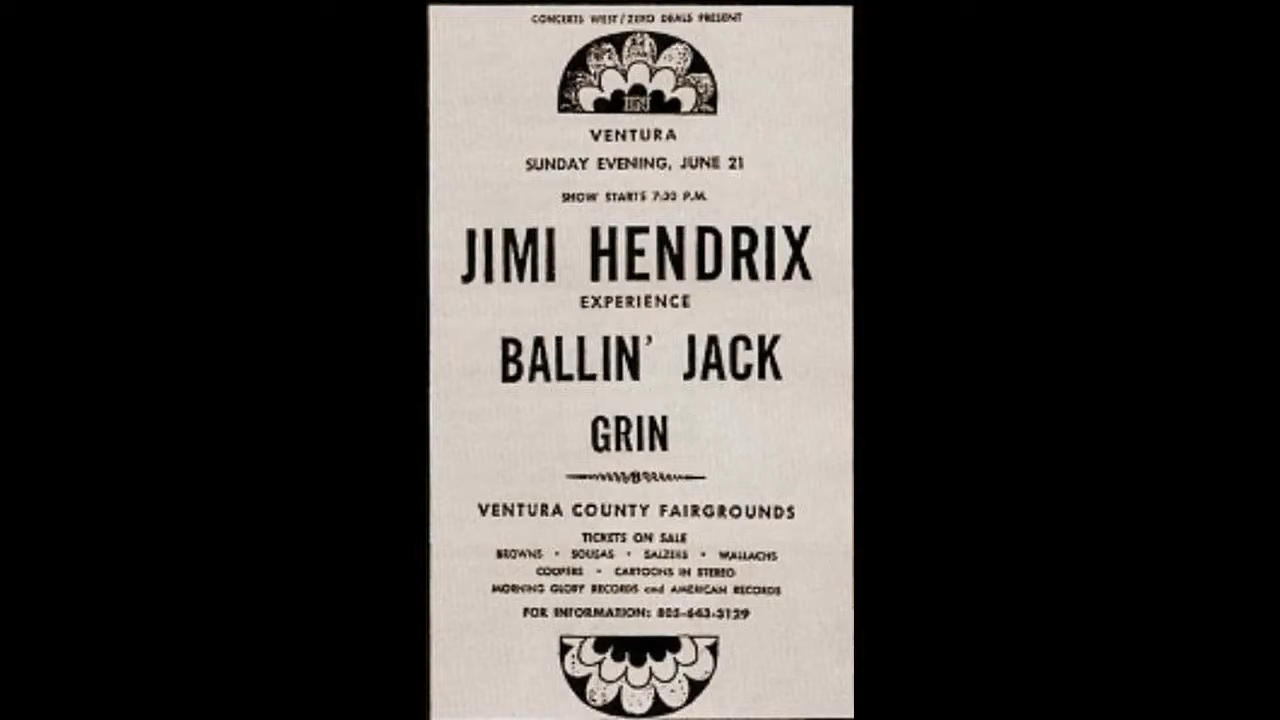 CONCERTS WEST / ZERO DEALS PRESENT
VENTURA
SUNDAY EVENING, JUNE 21
SHOW STARTS 7:30 P.M.
JIMI HENDRIX
EXPERIENCE
BALLIN' JACK
GRIN
VENTURA COUNTY FAIRGROUNDS
TICKETS ON SALE
BROWNS • SOUSAS • SALZERS • WALLACHS
COOPERS • CARTOONS IN STEREO
MORNING GLORY RECORDS and AMERICAN RECORDS
FOR INFORMATION: 805-643-3129